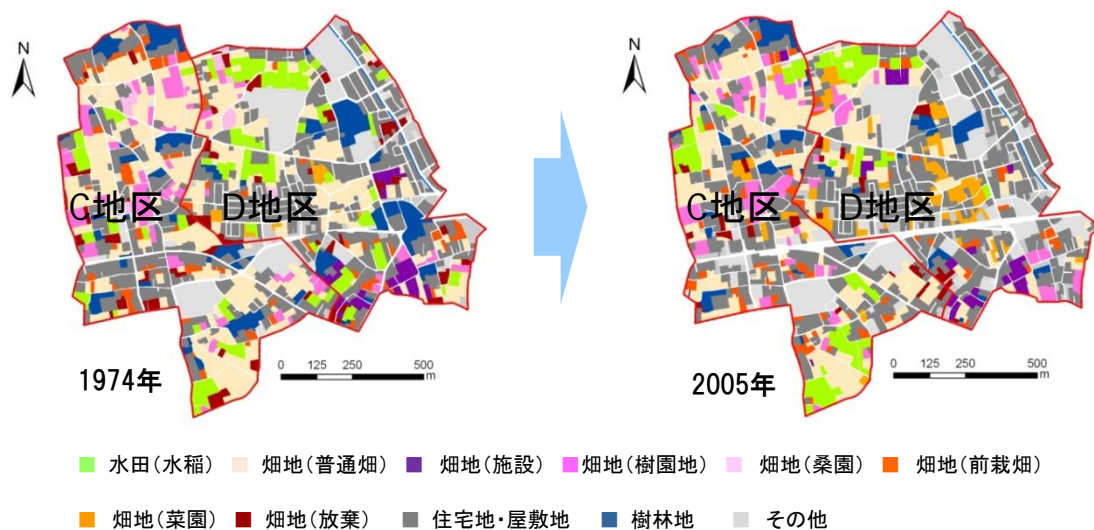 N
N
C地区 D地区
C地区 D地区
1974年
0 125 250 500
m
2005年
0 125 250 500
m
水田(水稲) 畑地(普通畑) 畑地(施設) 畑地(樹園地) 畑地(桑園) 畑地(前栽畑)
畑地(菜園) 畑地(放棄) 住宅地・屋敷地 樹林地 その他